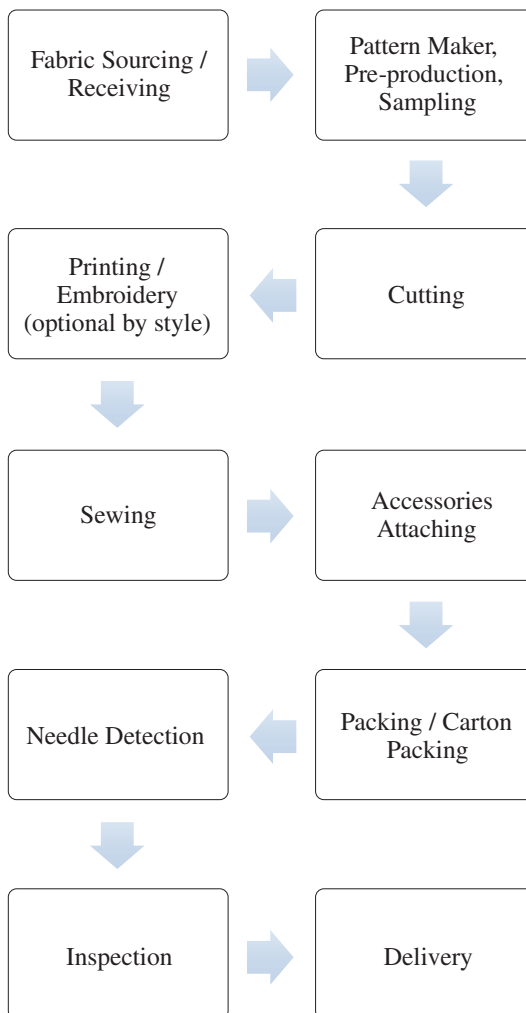 Fabric Sourcing /
Receiving
Pattern Maker,
Pre-production,
Sampling
Cutting
Printing /
Embroidery
(optional by style)
Sewing
Accessories
Attaching
Packing / Carton
Packing
Needle Detection
Inspection
Delivery